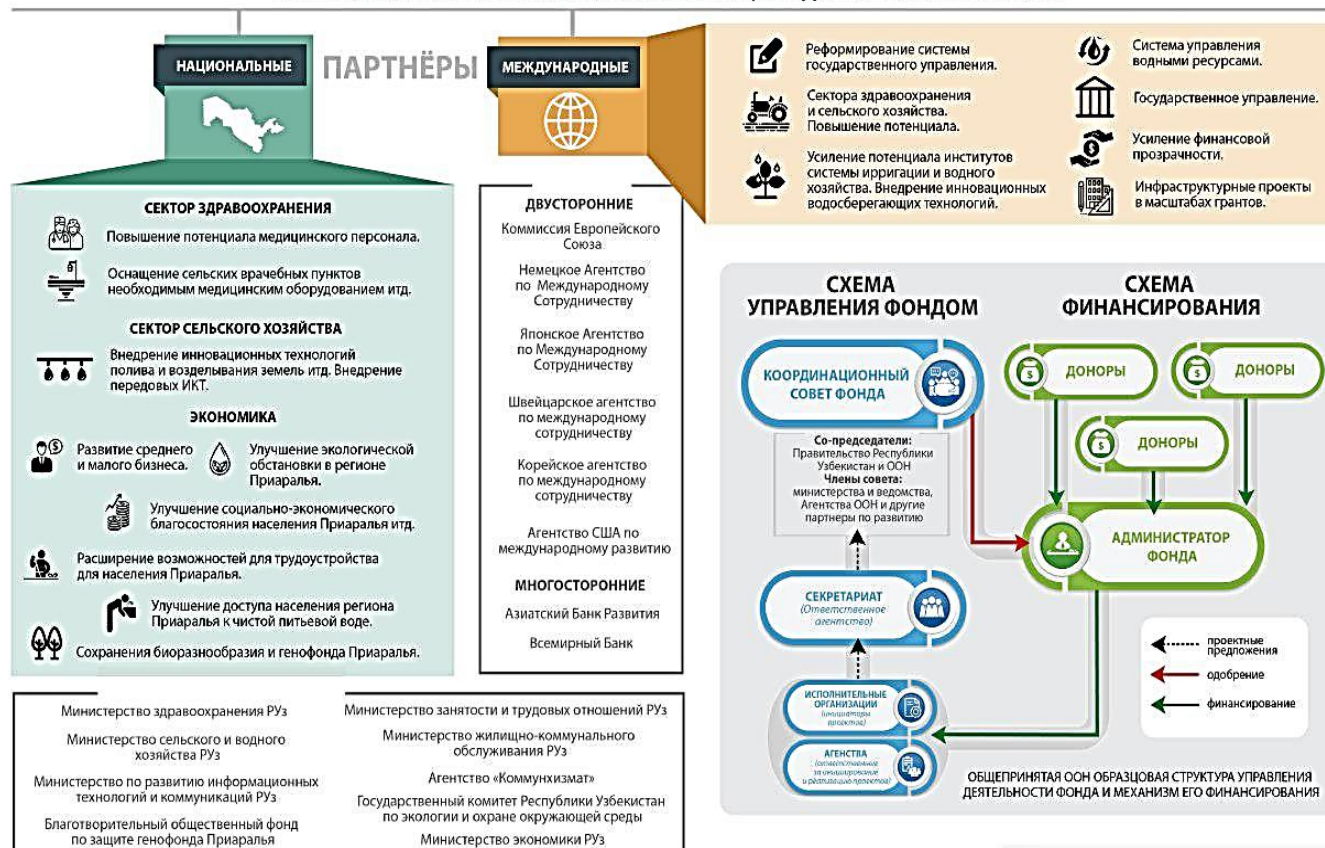 НАЦИОНАЛЬНЫЕ
ПАРТНЁРЫ
МЕЖДУНАРОДНЫЕ
СЕКТОР ЗДРАВООХРАНЕНИЯ
Повышение потенциала медицинского персонала.
Оснащение сельских врачебных пунктов
необходимым медицинским оборудованием итд.
СЕКТОР СЕЛЬСКОГО ХОЗЯЙСТВА
Внедрение инновационных технологий
полива и возделывания земель итд. Внедрение
передовых ИКТ.
ЭКОНОМИКА
Развитие среднего
и малого бизнеса.
Улучшение экологической
обстановки в регионе
Приаралья.
Улучшение социально-экономического
благосостояния населения Приаралья итд.
Расширение возможностей для трудоустройства
для населения Приаралья.
Улучшение доступа населения региона
Приаралья к чистой питьевой воде.
Сохранения биоразнообразия и генофонда Приаралья.
Министерство здравоохранения РУз
Министерство сельского и водного
хозяйства РУз
Министерство по развитию информационных
технологий и коммуникаций РУз
Благотворительный общественный фонд
по защите генофонда Приаралья
Министерство занятости и трудовых отношений РУз
Министерство жилищно-коммунального
обслуживания РУз
Агентство «Коммунхизмат»
Государственный комитет Республики Узбекистан
по экологии и охране окружающей среды
Министерство экономики РУз
ДВУСТОРОННИЕ
Коммиссия Европейского
Союза
Немецкое Агентство
по Международному
Сотрудничеству
Японское Агентство
по Международному
Сотрудничеству
Швейцарское агентство
по международному
сотрудничеству
Корейское агентство
по международному
сотрудничеству
Агентство США по
международному развитию
МНОГОСТОРОННИЕ
Азиатский Банк Развития
Всемирный Банк
Реформирование системы
государственного управления.
Сектора здравоохранения
и сельского хозяйства.
Повышение потенциала.
Усиление потенциала институтов
системы ирригации и водного
хозяйства. Внедрение инновационных
водосберегающих технологий.
Система управления
водными ресурсами.
Государственное управление.
Усиление финансовой
прозрачности.
Инфраструктурные проекты
в масштабах грантов.
СХЕМА
УПРАВЛЕНИЯ ФОНДОМ
КООРДИНАЦИОННЫЙ
СОВЕТ ФОНДА
Со-председатели:
Правительство Республики
Узбекистан и ООН
Члены совета:
министерства и ведомства,
Агентства ООН и другие
партнеры по развитию
СЕКРЕТАРИАТ
(Ответственное
агентство)
ИСПОЛНИТЕЛЬНЫЕ
ОРГАНИЗАЦИИ
(инициаторы
проектов)
АГЕНСТВА
(ответственные
за инициирование
и реализацию проектов)
СХЕМА
ФИНАНСИРОВАНИЯ
ДОНОРЫ
ДОНОРЫ
ДОНОРЫ
АДМИНИСТРАТОР
ФОНДА
проектные
предложения
одобрение
финансирование
ОБЩЕПРИНЯТАЯ ООН ОБРАЗЦОВАЯ СТРУКТУРА УПРАВЛЕНИЯ
ДЕЯТЕЛЬНОСТИ ФОНДА И МЕХАНИЗМ ЕГО ФИНАНСИРОВАНИЯ